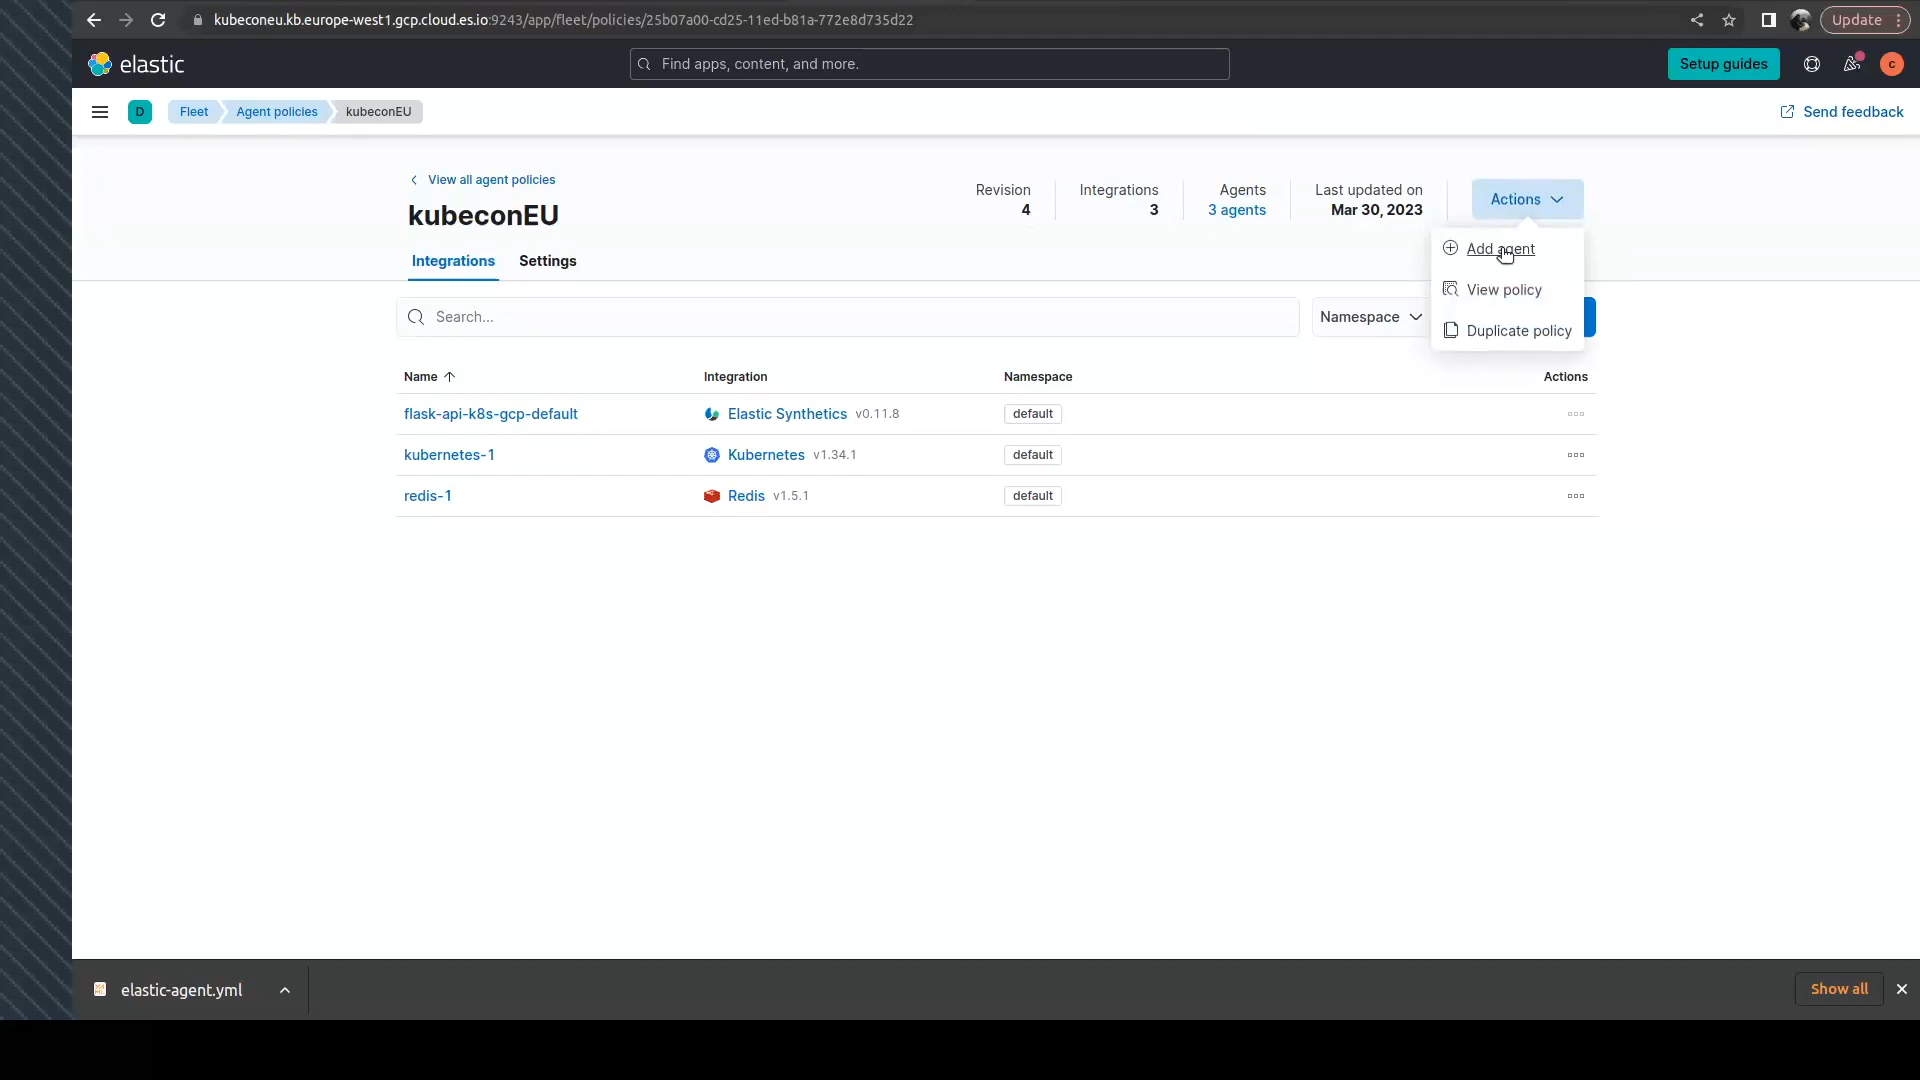 kubeconeu.kb.europe-west1.gcp.cloud.es.io:9243/app/fleet/policies/25b07a00-cd25-11ed-b81a-772e8d735d22
Update
elastic
Find apps, content, and more.
Setup guides
c
D
Fleet
Agent policies
kubeconEU
Send feedback
View all agent policies
kubeconEU
Revision
4
Integrations
3
Agents
3 agents
Last updated on
Mar 30, 2023
Actions
Add agent
View policy
Duplicate policy
Integrations
Settings
Search...
Namespace
Name
Integration
Namespace
Actions
flask-api-k8s-gcp-default
Elastic Synthetics v0.11.8
default
kubernetes-1
Kubernetes v1.34.1
default
redis-1
Redis v1.5.1
default
elastic-agent.yml
Show all